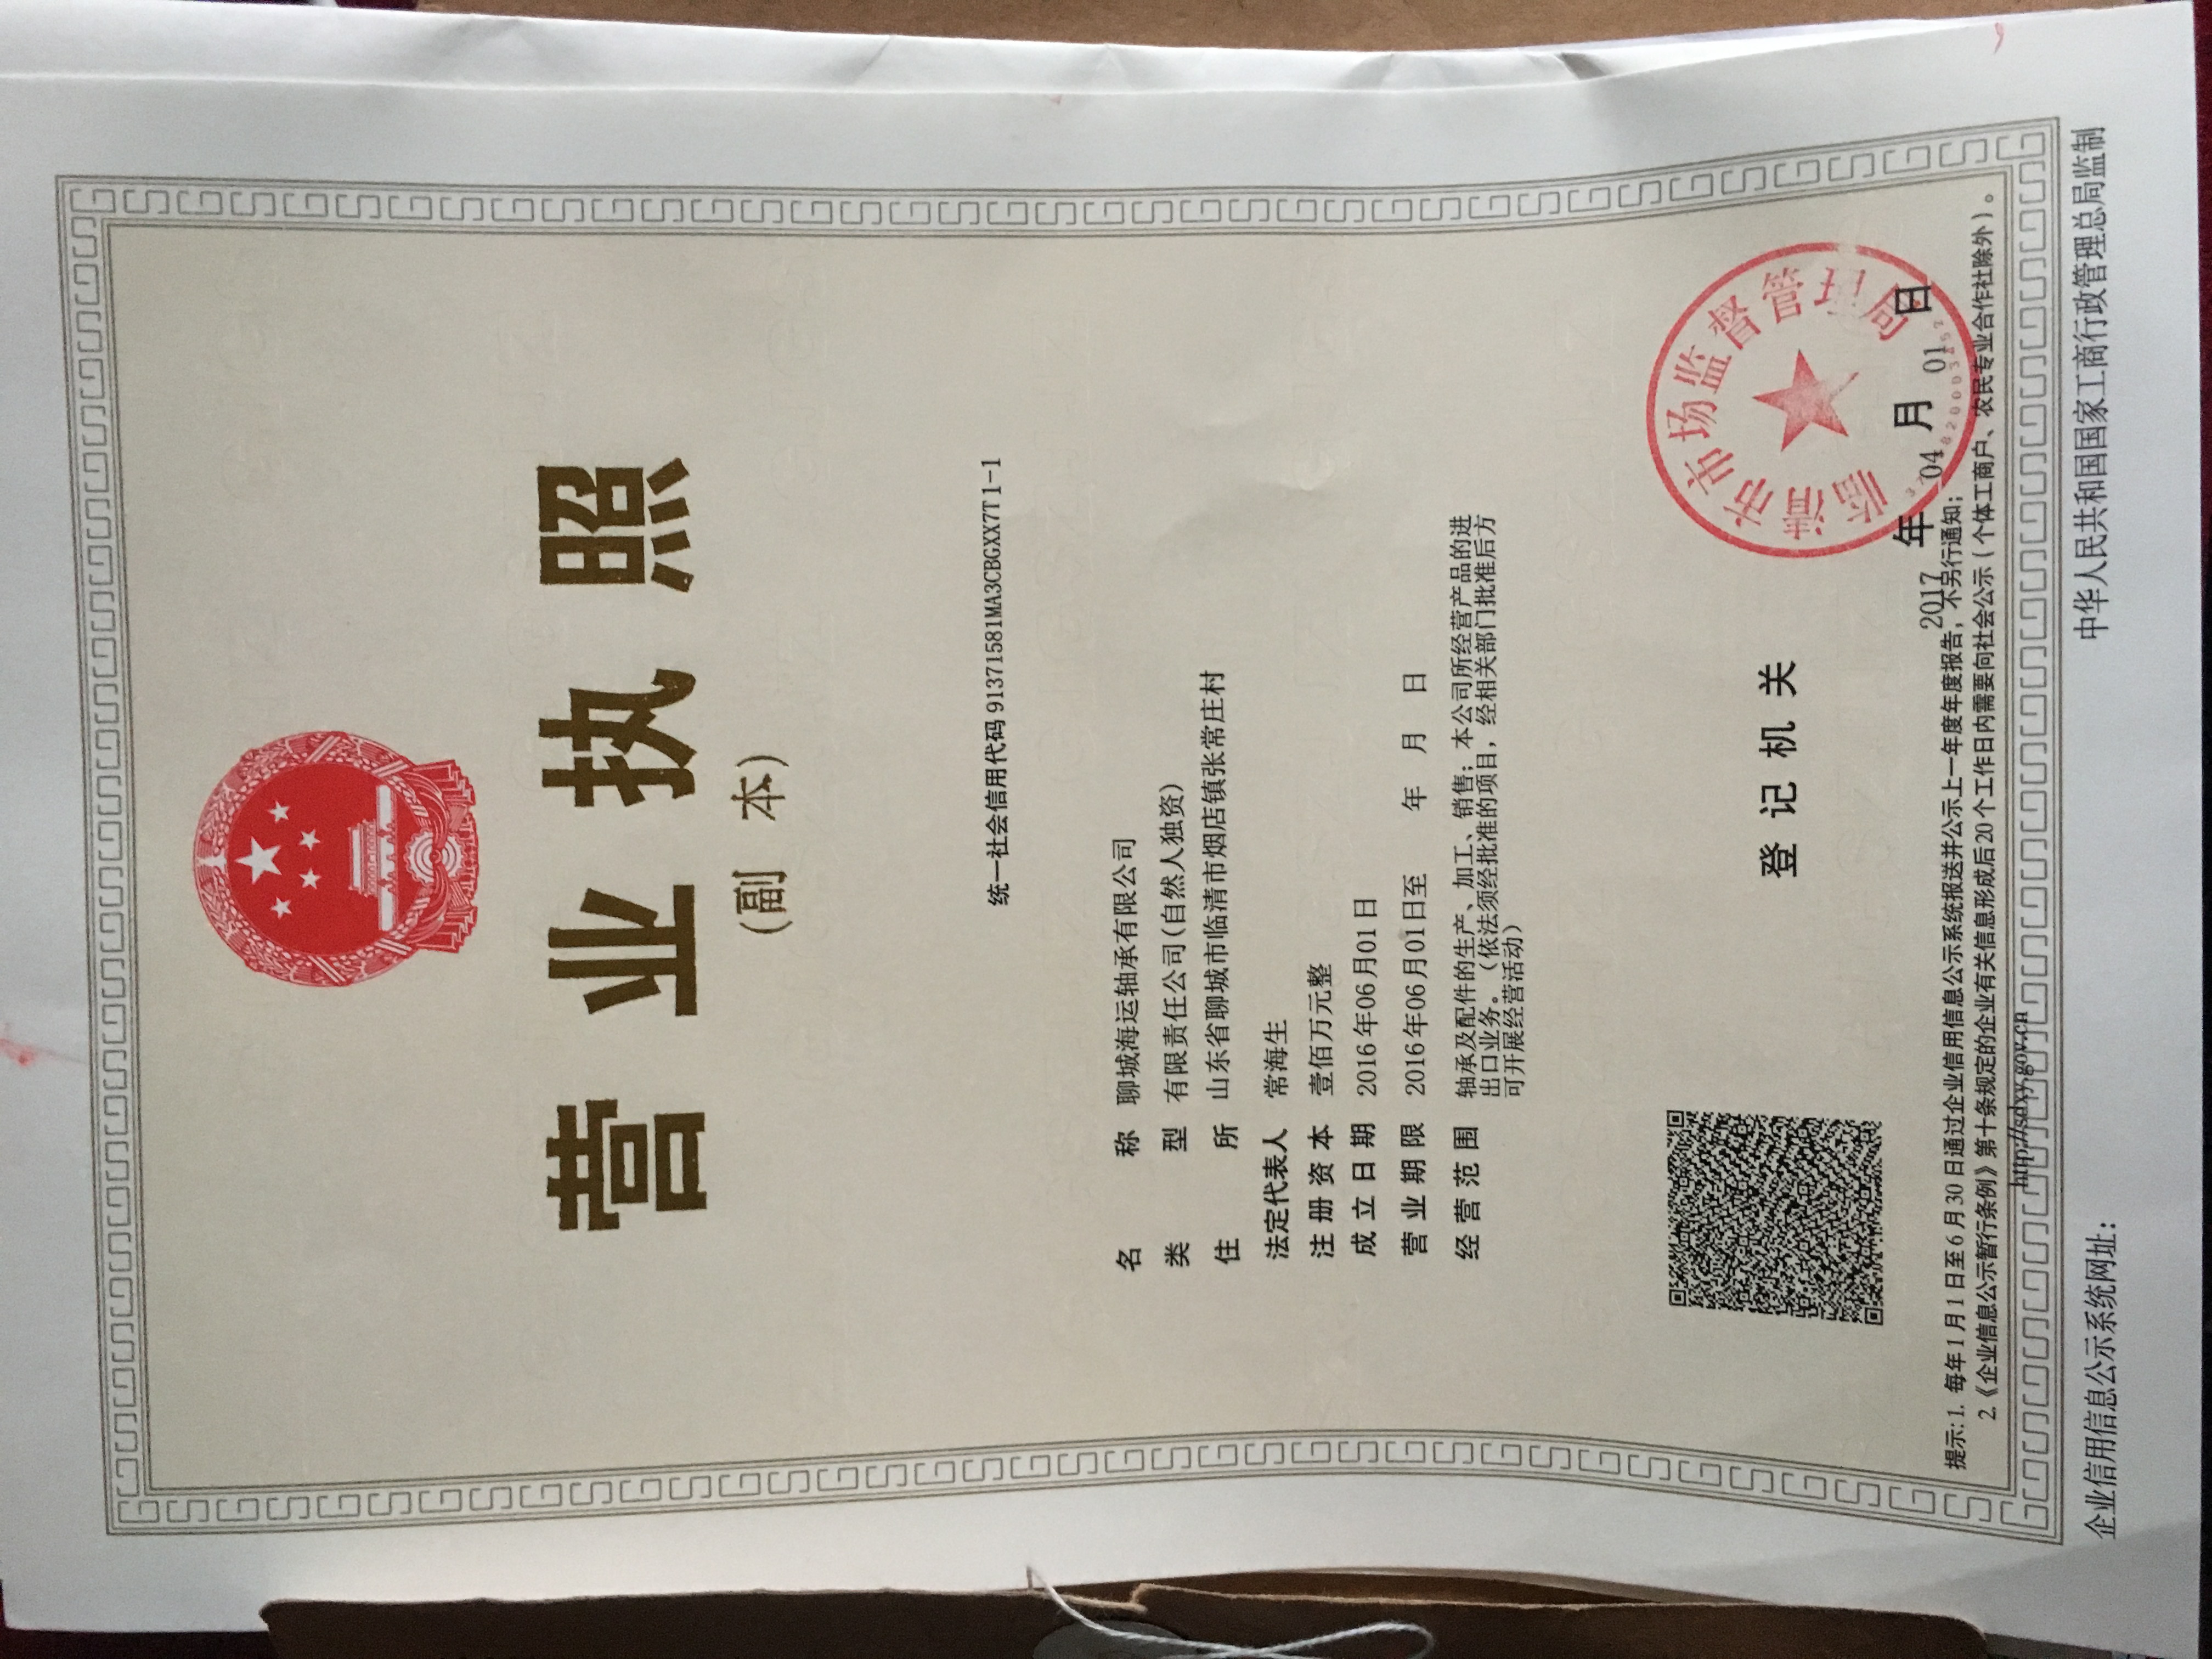 营业执照
（副 本）
统一社会信用代码 91371581MA3CBGXX7T 1-1
名 称 聊城海运轴承有限公司
类 型 有限责任公司(自然人独资)
住 所 山东省聊城市临清市烟店镇张常庄村
法定代表人 常海生
注册资本 壹佰万元整
成立日期 2016年06月01日
营业期限 2016年06月01日至 年 月 日
经营范围 轴承及配件的生产、加工、销售；本公司所经营产品的进
出口业务。（依法须经批准的项目，经相关部门批准后方
可开展经营活动）
登记机关
临清市市场监督管理局
2017 年 04 月 01 日
提示:1. 每年1月1日至6月30日通过企业信用信息公示系统报送并公示上一年度年度报告，不另行通知；
2.《企业信息公示暂行条例》第十条规定的企业有关信息形成后20个工作日内需要向社会公示（个体工商户、农民专业合作社除外）。
http://sdxy.gov.cn
企业信用信息公示系统网址：
中华人民共和国国家工商行政管理总局监制